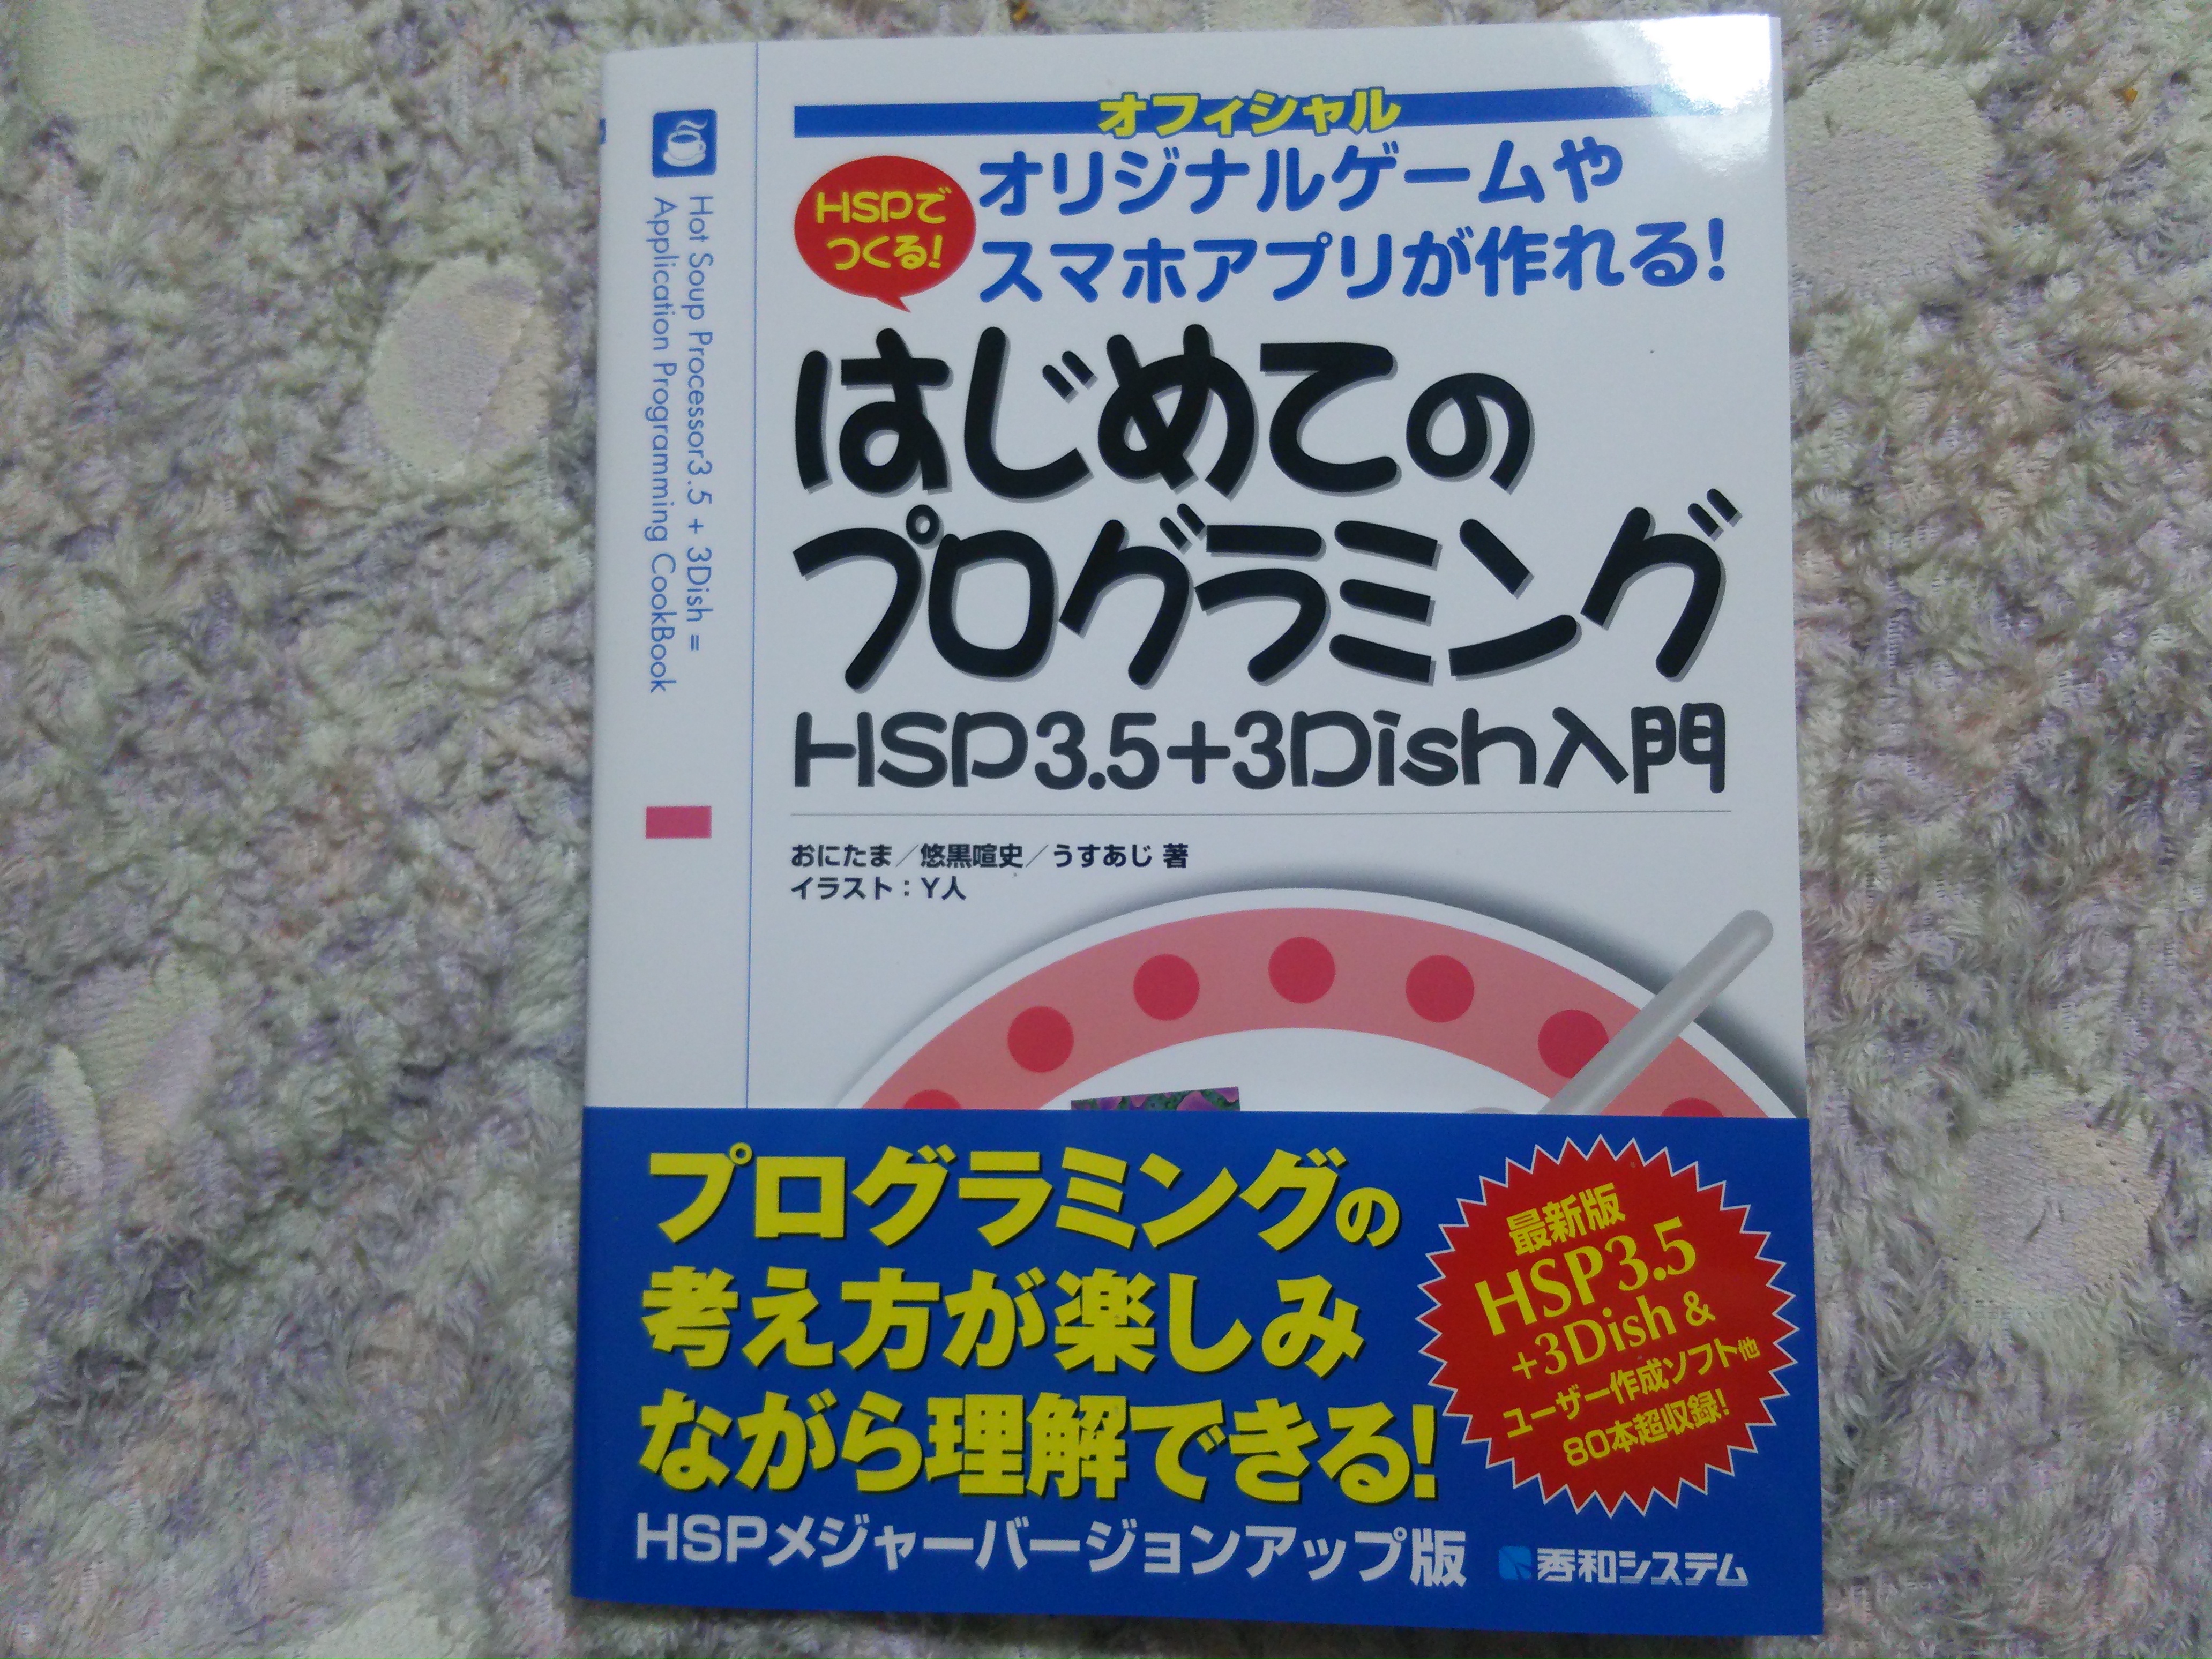 Hot Soup Processor3.5 + 3Dish =
Application Programming CookBook
オフィシャル
HSPで
つくる!
オリジナルゲームや
スマホアプリが作れる!
はじめての
プログラミング
HSP3.5+3Dish入門
おにたま／悠黒喧史／うすあじ 著
イラスト：Y人
プログラミングの
考え方が楽しみ
ながら理解できる!
HSPメジャーバージョンアップ版
最新版
HSP3.5
+3Dish &
ユーザー作成ソフト他
80本超収録!
秀和システム